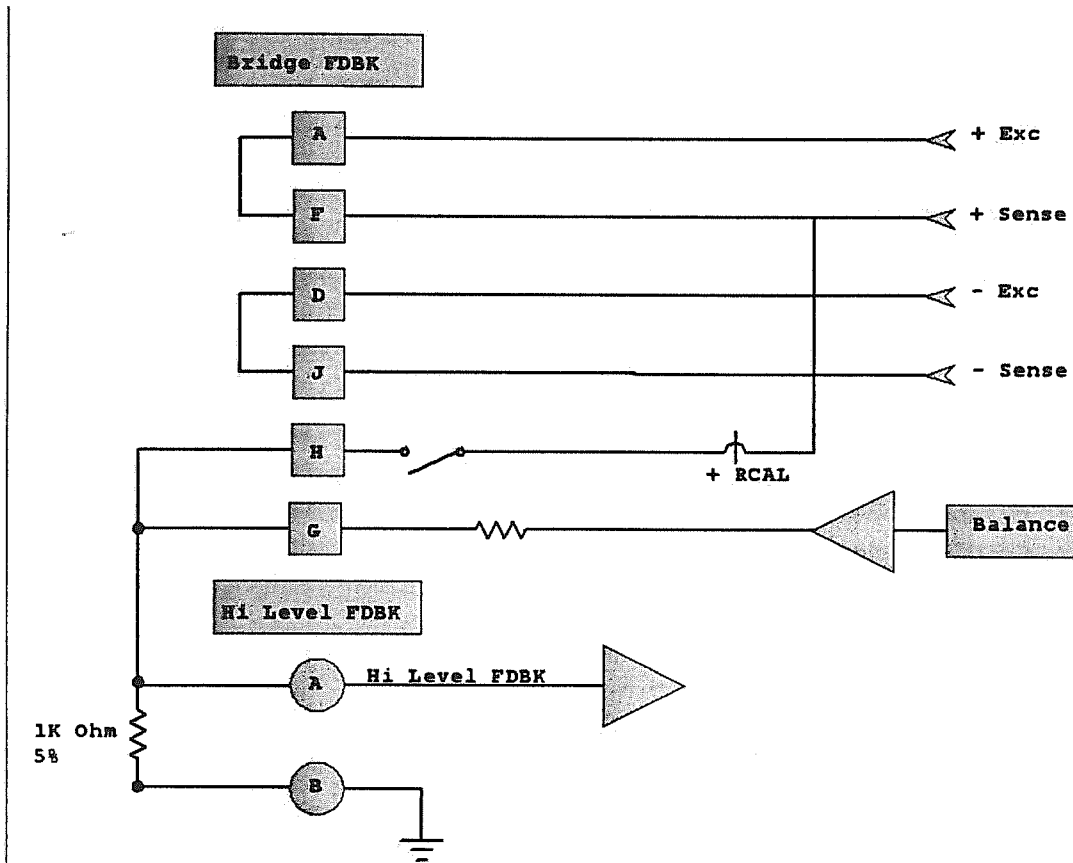 Bridge FDBK
A
+ Exc
F
+ Sense
D
- Exc
J
- Sense
H
+ RCAL
G
Balance
Hi Level FDBK
A
Hi Level FDBK
1K Ohm
5%
B